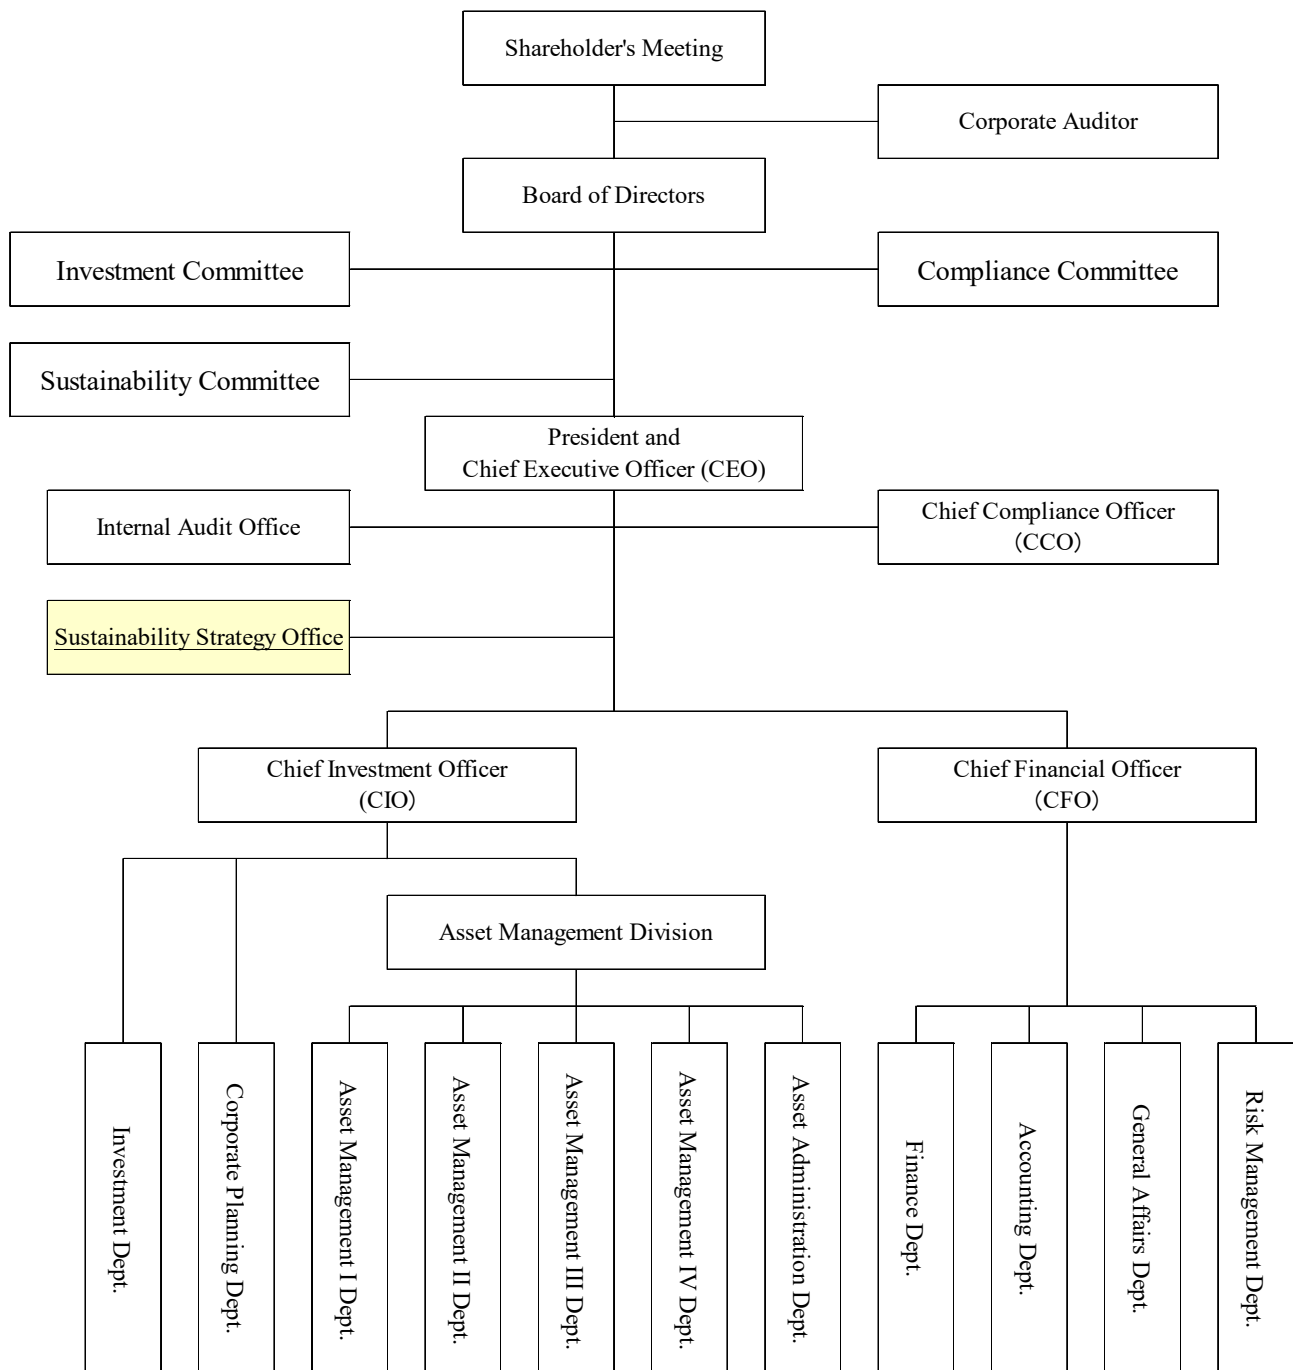 Shareholder's Meeting
Corporate Auditor
Board of Directors
Investment Committee
Compliance Committee
Sustainability Committee
President and
Chief Executive Officer (CEO)
Internal Audit Office
Chief Compliance Officer
（CCO）
Sustainability Strategy Office
Chief Investment Officer
(CIO）
Chief Financial Officer
（CFO）
Asset Management Division
Investment Dept.
Corporate Planning Dept.
Asset Management I Dept.
Asset Management II Dept.
Asset Management III Dept.
Asset Management IV Dept.
Asset Administration Dept.
Finance Dept.
Accounting Dept.
General Affairs Dept.
Risk Management Dept.